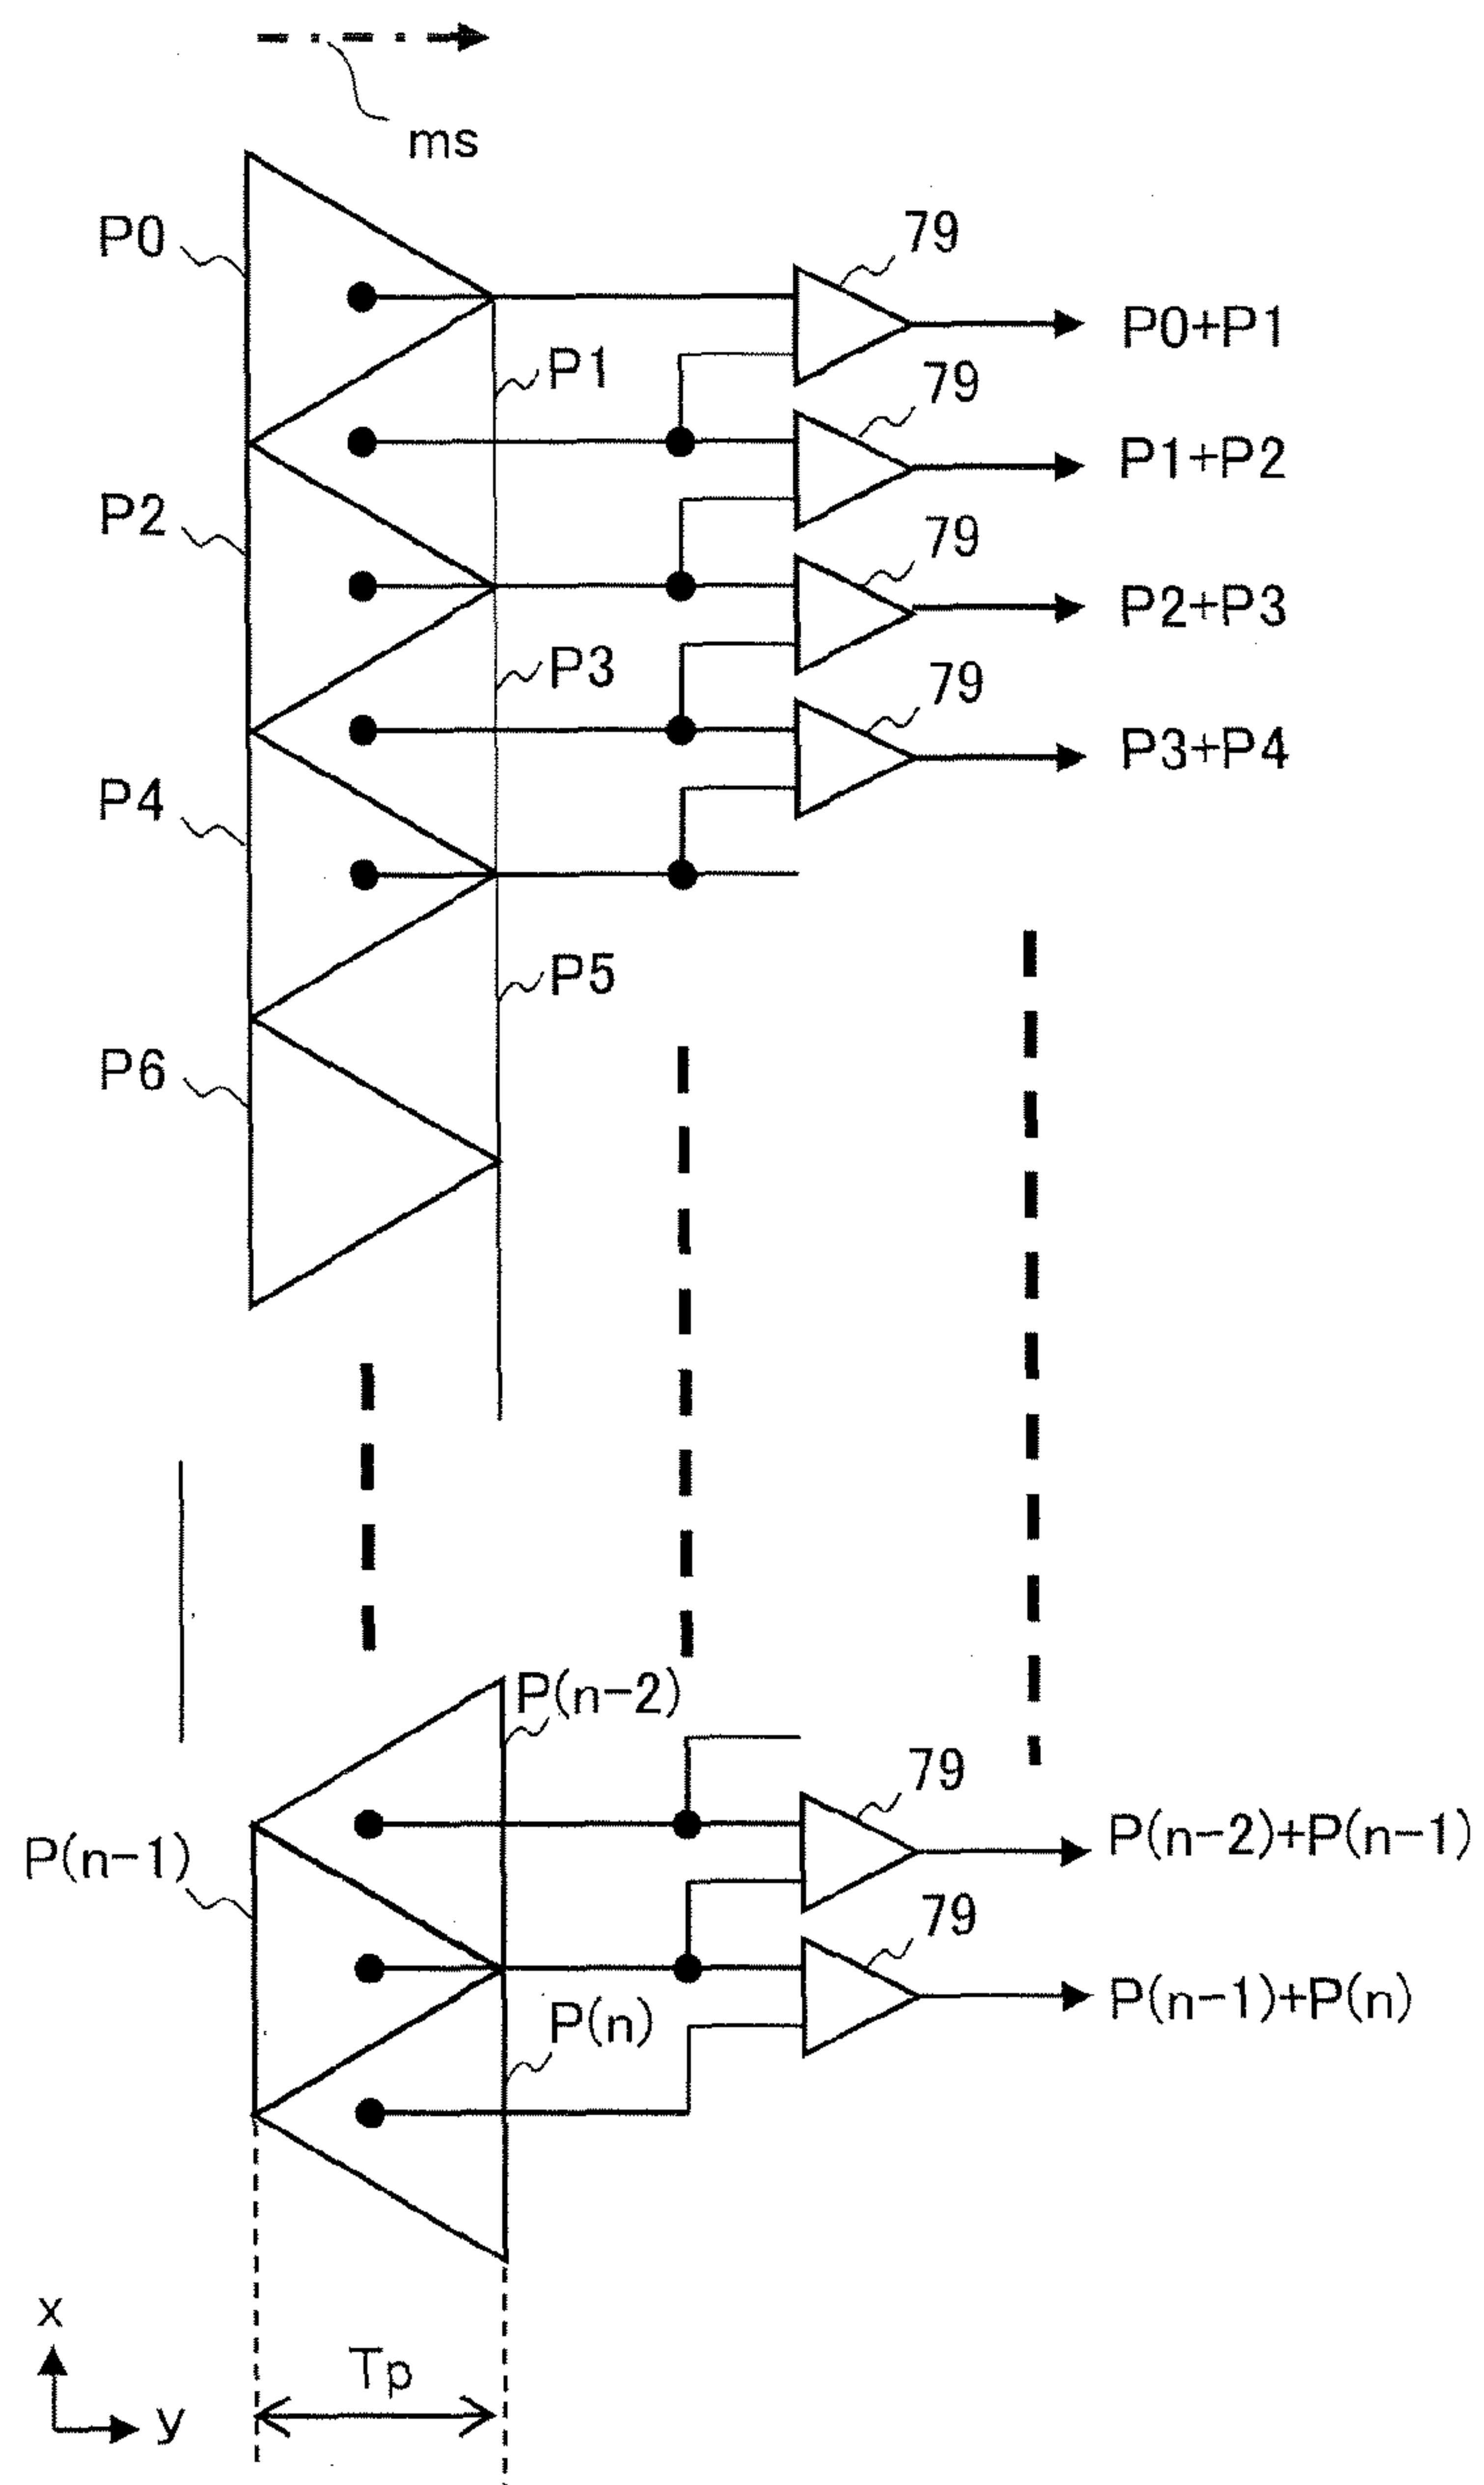 ms
P0
79
P0+P1
P1
79
P1+P2
P2
79
P2+P3
P3
79
P3+P4
P4
P5
P6
P(n-2)
79
P(n-2)+P(n-1)
P(n-1)
79
P(n-1)+P(n)
P(n)
x
y
Tp